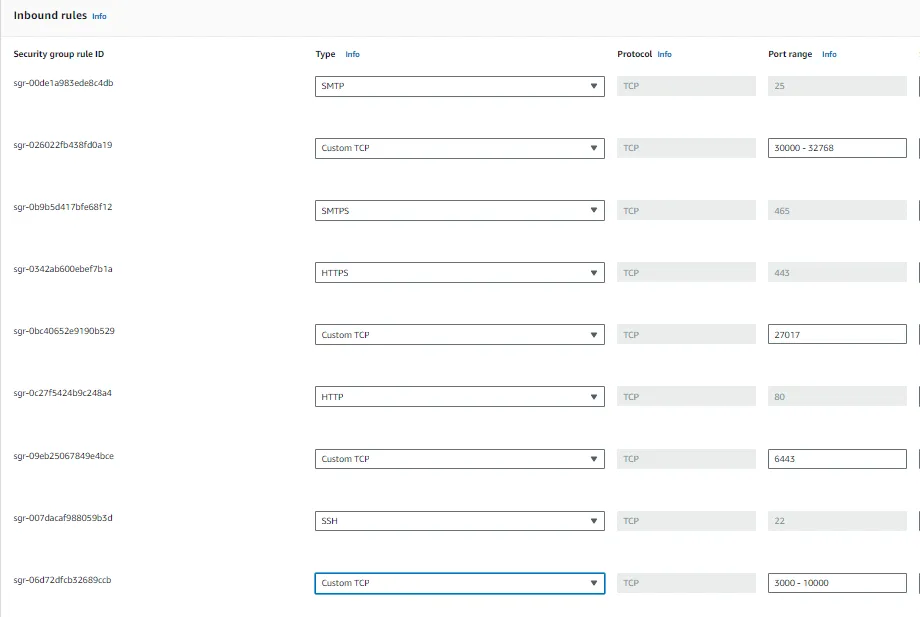 Inbound rules Info
Security group rule ID Type Info Protocol Info Port range Info
sgr-00de1a983ede8c4db SMTP TCP 25
sgr-026022fb438fd0a19 Custom TCP TCP 30000 - 32768
sgr-0b9b5d417bfe68f12 SMTPS TCP 465
sgr-0342ab600ebef7b1a HTTPS TCP 443
sgr-0bc40652e9190b529 Custom TCP TCP 27017
sgr-0c27f5424b9c248a4 HTTP TCP 80
sgr-09eb25067849e4bce Custom TCP TCP 6443
sgr-007dacaf988059b3d SSH TCP 22
sgr-06d72dfcb32689ccb Custom TCP TCP 3000 - 10000